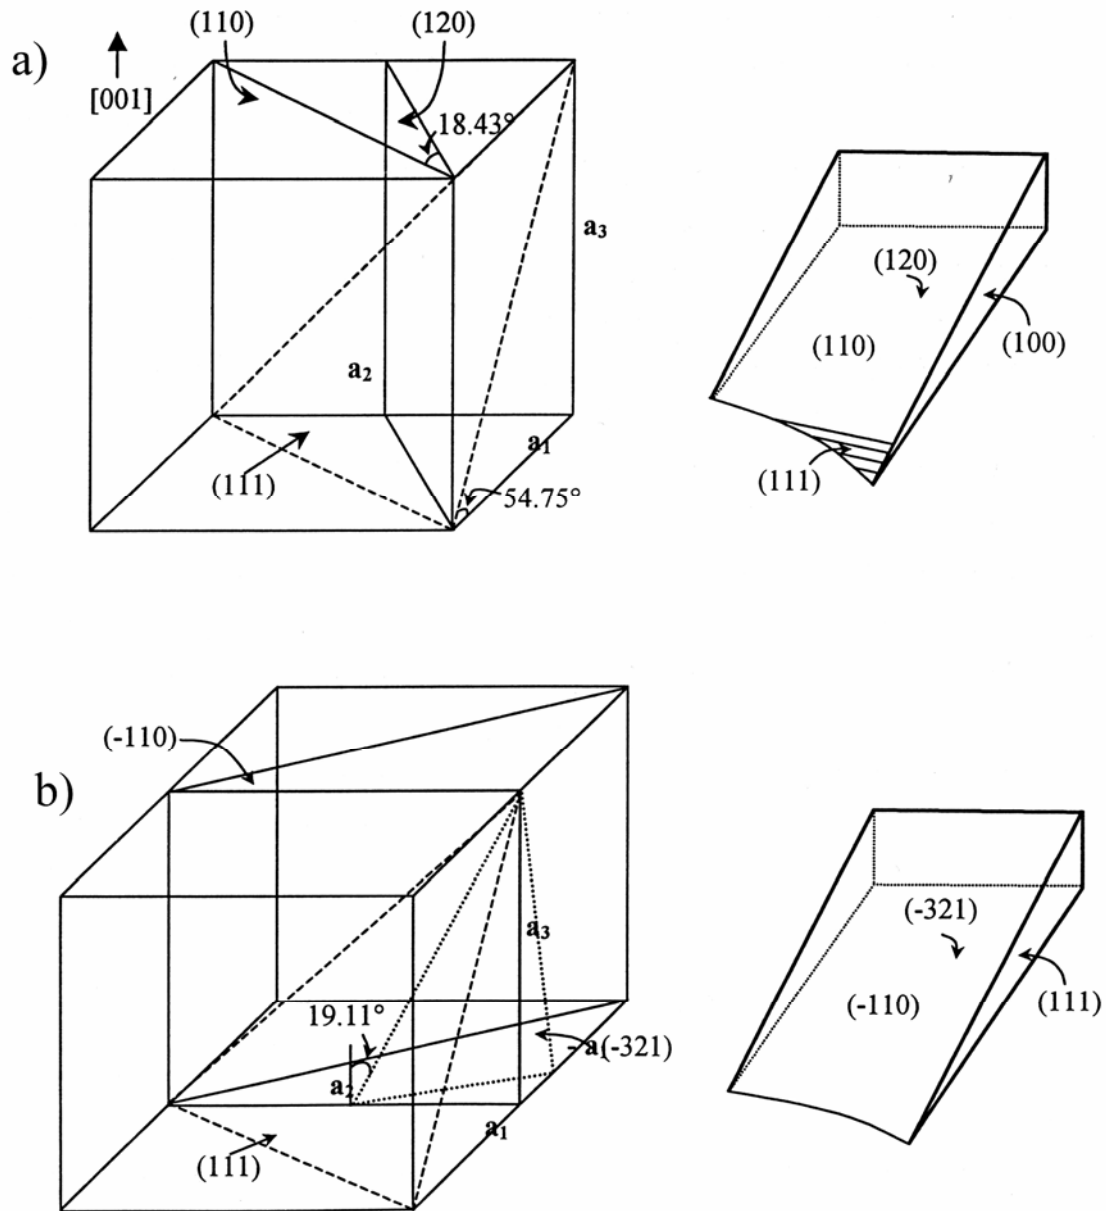 (110)
(120)
a)
[001]
18.43°
a₃
a₂
a₁
(111)
54.75°
(120)
(110)
(100)
(111)
(-110)
b)
a₃
19.11°
- a₁
(-321)
a₂
a₁
(111)
(-321)
(-110)
(111)